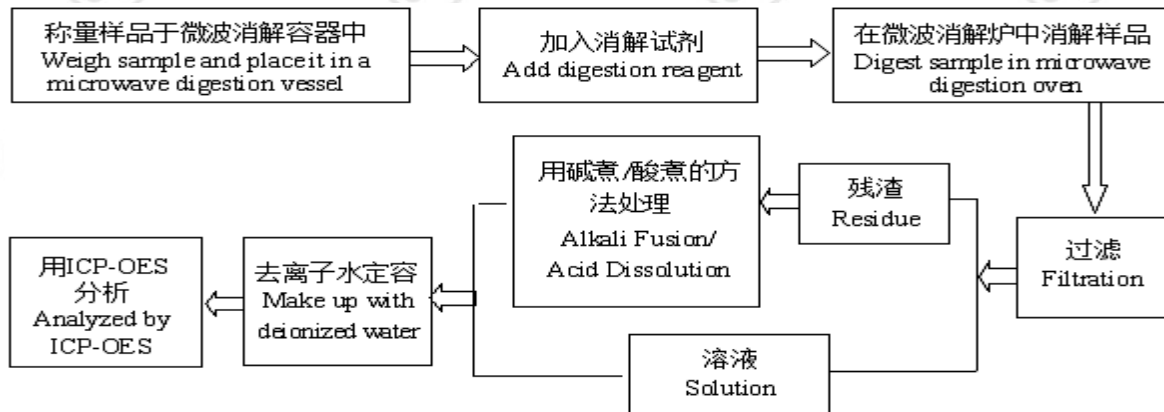 称量样品于微波消解容器中
Weigh sample and place it in a
microwave digestion vessel
加入消解试剂
Add digestion reagent
在微波消解炉中消解样品
Digest sample in microwave
digestion oven
过滤
Filtration
残渣
Residue
用碱煮/酸煮的方
法处理
Alkali Fusion/
Acid Dissolution
溶液
Solution
去离子水定容
Make up with
deionized water
用ICP-OES
分析
Analyzed by
ICP-OES